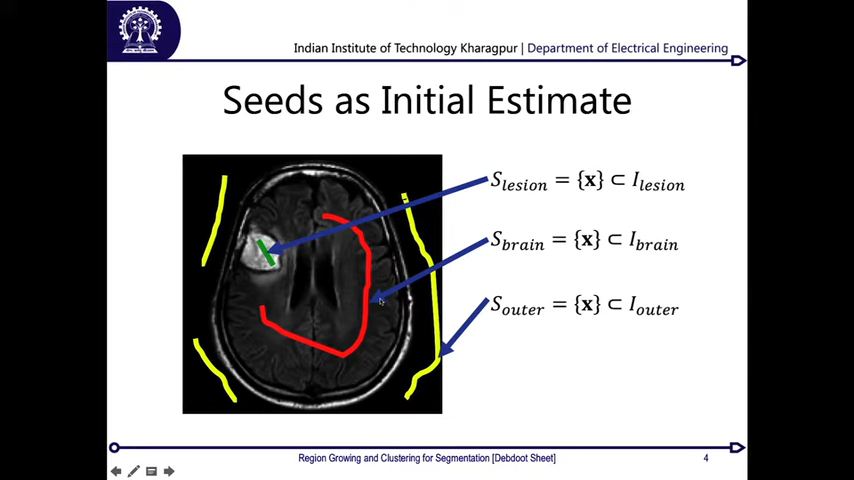 Indian Institute of Technology Kharagpur | Department of Electrical Engineering
Seeds as Initial Estimate
S_lesion = {x} ⊂ I_lesion
S_brain = {x} ⊂ I_brain
S_outer = {x} ⊂ I_outer
Region Growing and Clustering for Segmentation [Debdoot Sheet]
4